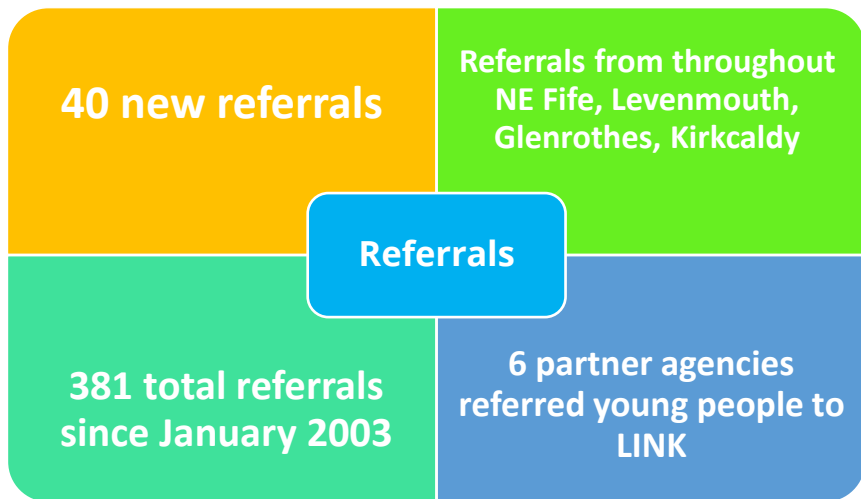 40 new referrals
Referrals from throughout
NE Fife, Levenmouth,
Glenrothes, Kirkcaldy
Referrals
381 total referrals
since January 2003
6 partner agencies
referred young people to
LINK